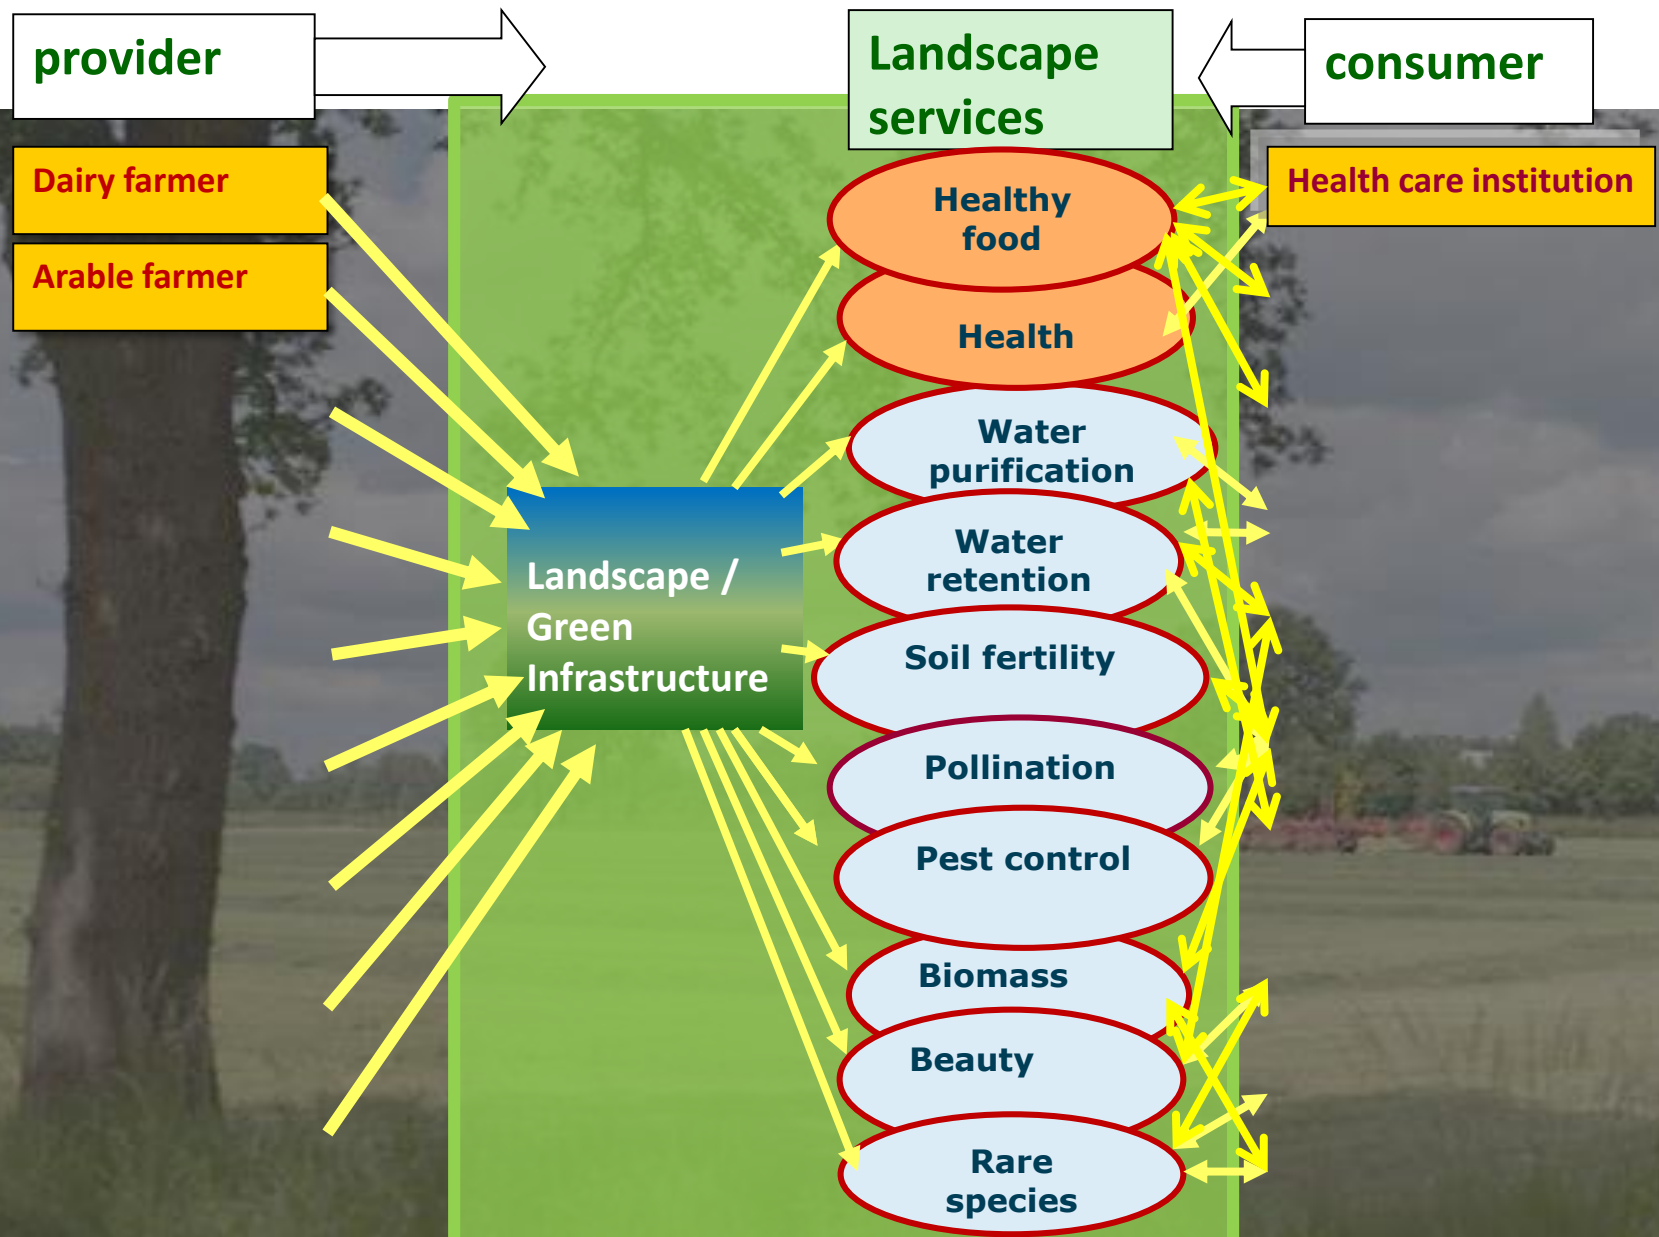 provider
Landscape
services
consumer
Dairy farmer
Arable farmer
Health care institution
Healthy
food
Health
Water
purification
Water
retention
Landscape /
Green
Infrastructure
Soil fertility
Pollination
Pest control
Biomass
Beauty
Rare
species